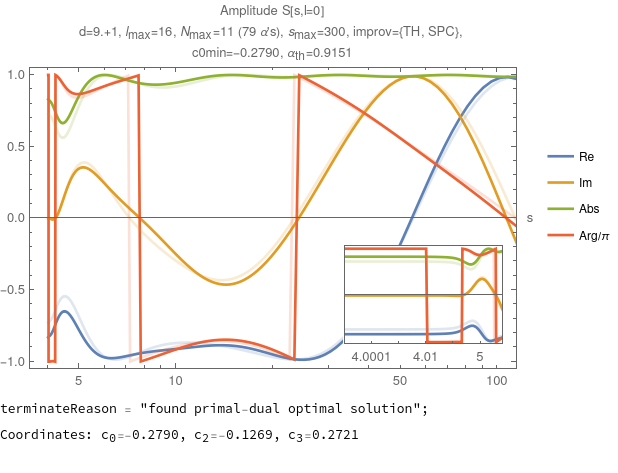 Amplitude S[s,l=0]
d=9.+1, lmax=16, Nmax=11 (79 α's), smax=300, improv={TH, SPC},
c0min=-0.2790, αth=0.9151
1.0
0.5
0.0
-0.5
-1.0
s
Re
Im
Abs
Arg/π
4.0001 4.01 5
5 10 50 100
terminateReason = "found primal-dual optimal solution";
Coordinates: c0=-0.2790, c2=-0.1269, c3=0.2721